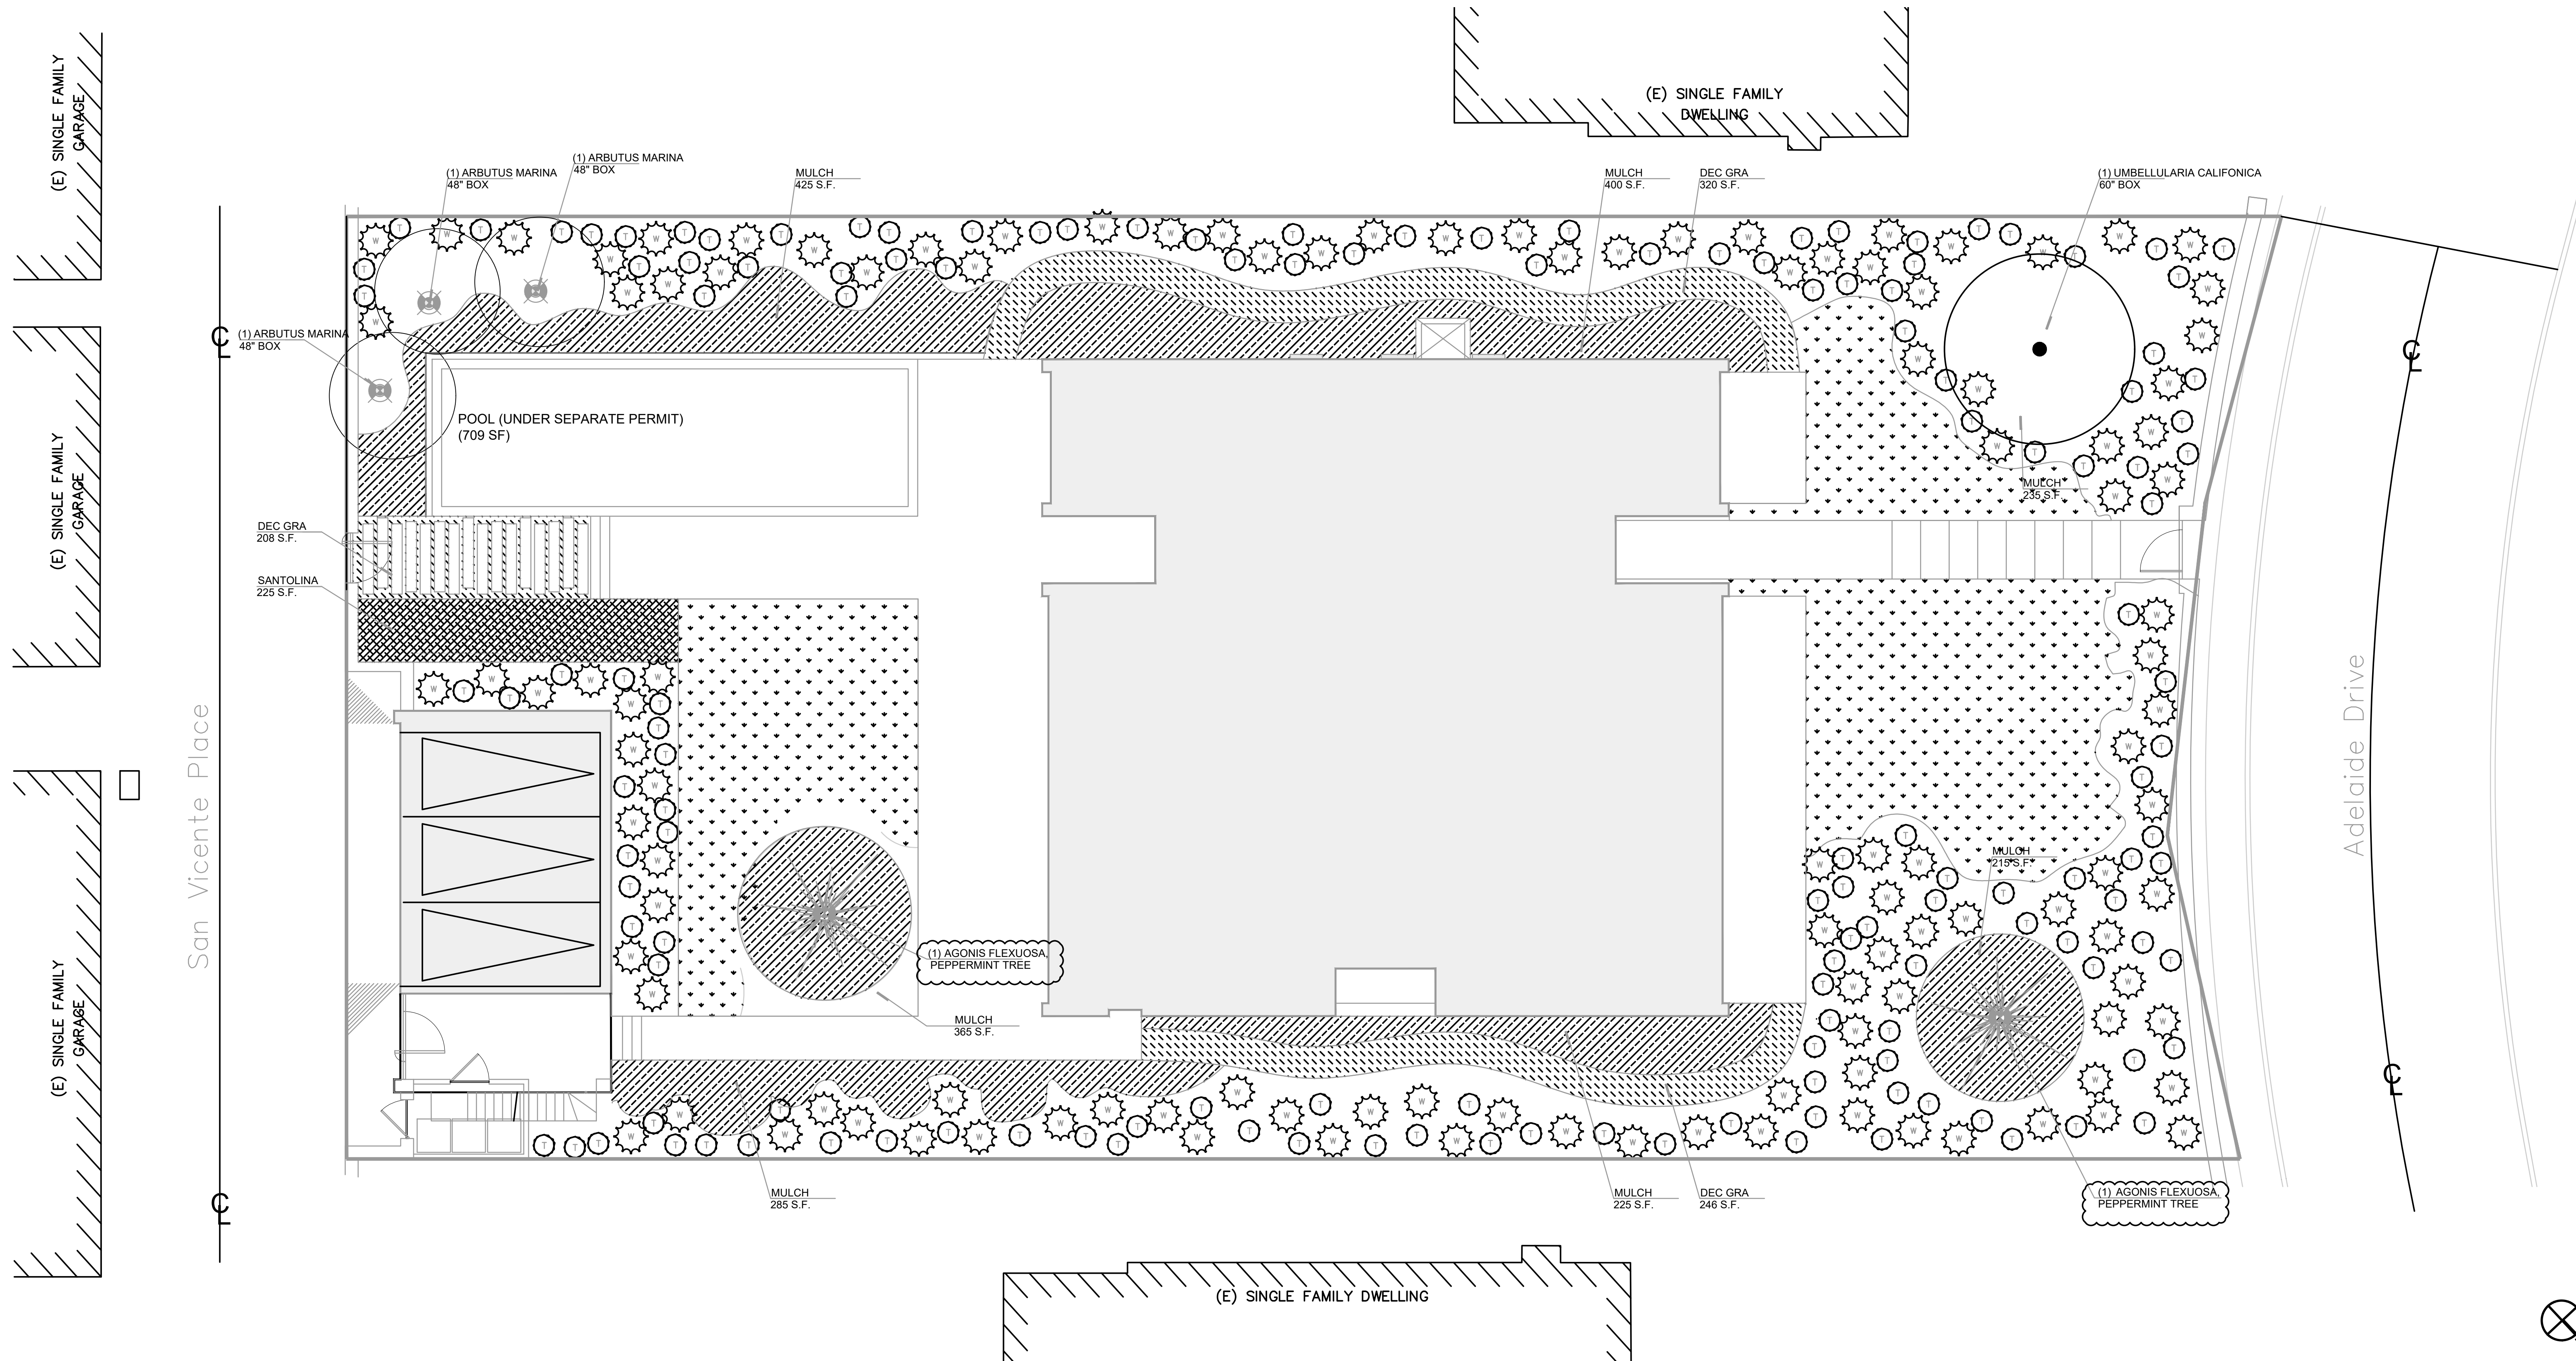 (E) SINGLE FAMILY
GARAGE
(E) SINGLE FAMILY
DWELLING
(1) ARBUTUS MARINA
48" BOX
(1) ARBUTUS MARINA
48" BOX
MULCH
425 S.F.
MULCH
400 S.F.
DEC GRA
320 S.F.
(1) UMBELLULARIA CALIFONICA
60" BOX
(1) ARBUTUS MARINA
48" BOX
POOL (UNDER SEPARATE PERMIT)
(709 SF)
(E) SINGLE FAMILY
GARAGE
MULCH
235 S.F.
DEC GRA
208 S.F.
SANTOLINA
225 S.F.
San Vicente Place
Adelaide Drive
MULCH
215 S.F.
(1) AGONIS FLEXUOSA,
PEPPERMINT TREE
MULCH
365 S.F.
(E) SINGLE FAMILY
GARAGE
MULCH
285 S.F.
MULCH
225 S.F.
DEC GRA
246 S.F.
(1) AGONIS FLEXUOSA,
PEPPERMINT TREE
(E) SINGLE FAMILY DWELLING